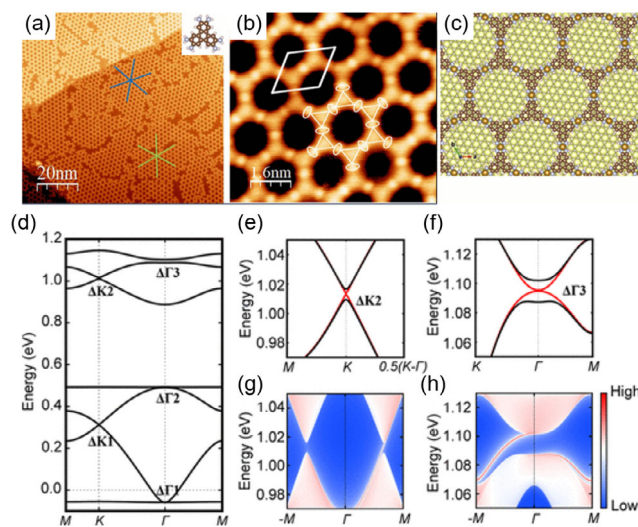 (a)
20nm
(b)
1.6nm
(c)
(d)
Energy (eV)
1.2
1.0
0.8
0.6
0.4
0.2
0.0
ΔΓ3
ΔK2
ΔΓ2
ΔK1
ΔΓ1
M K Γ M
(e)
Energy (eV)
1.04
1.02
1.00
0.98
ΔK2
M K 0.5(K-Γ)
(f)
Energy (eV)
1.12
1.10
1.08
1.06
ΔΓ3
K Γ M
(g)
Energy (eV)
1.04
1.02
1.00
0.98
-M Γ M
(h)
Energy (eV)
1.12
1.10
1.08
1.06
-M Γ M
High
Low